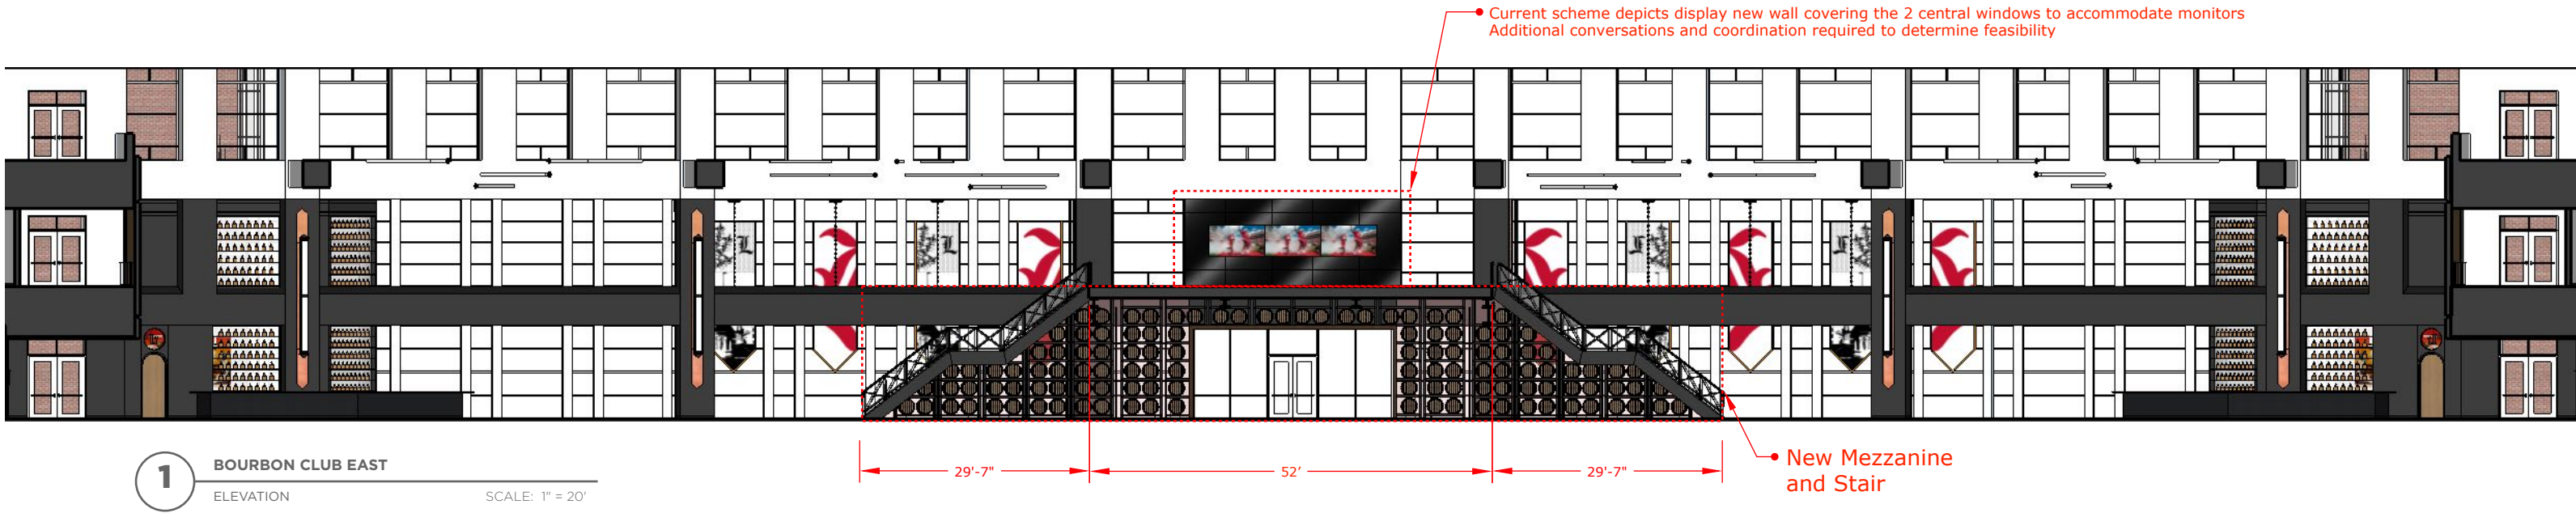 Current scheme depicts display new wall covering the 2 central windows to accommodate monitors
Additional conversations and coordination required to determine feasibility
29'-7"
52'
29'-7"
New Mezzanine
and Stair
1
BOURBON CLUB EAST
ELEVATION
SCALE: 1" = 20'